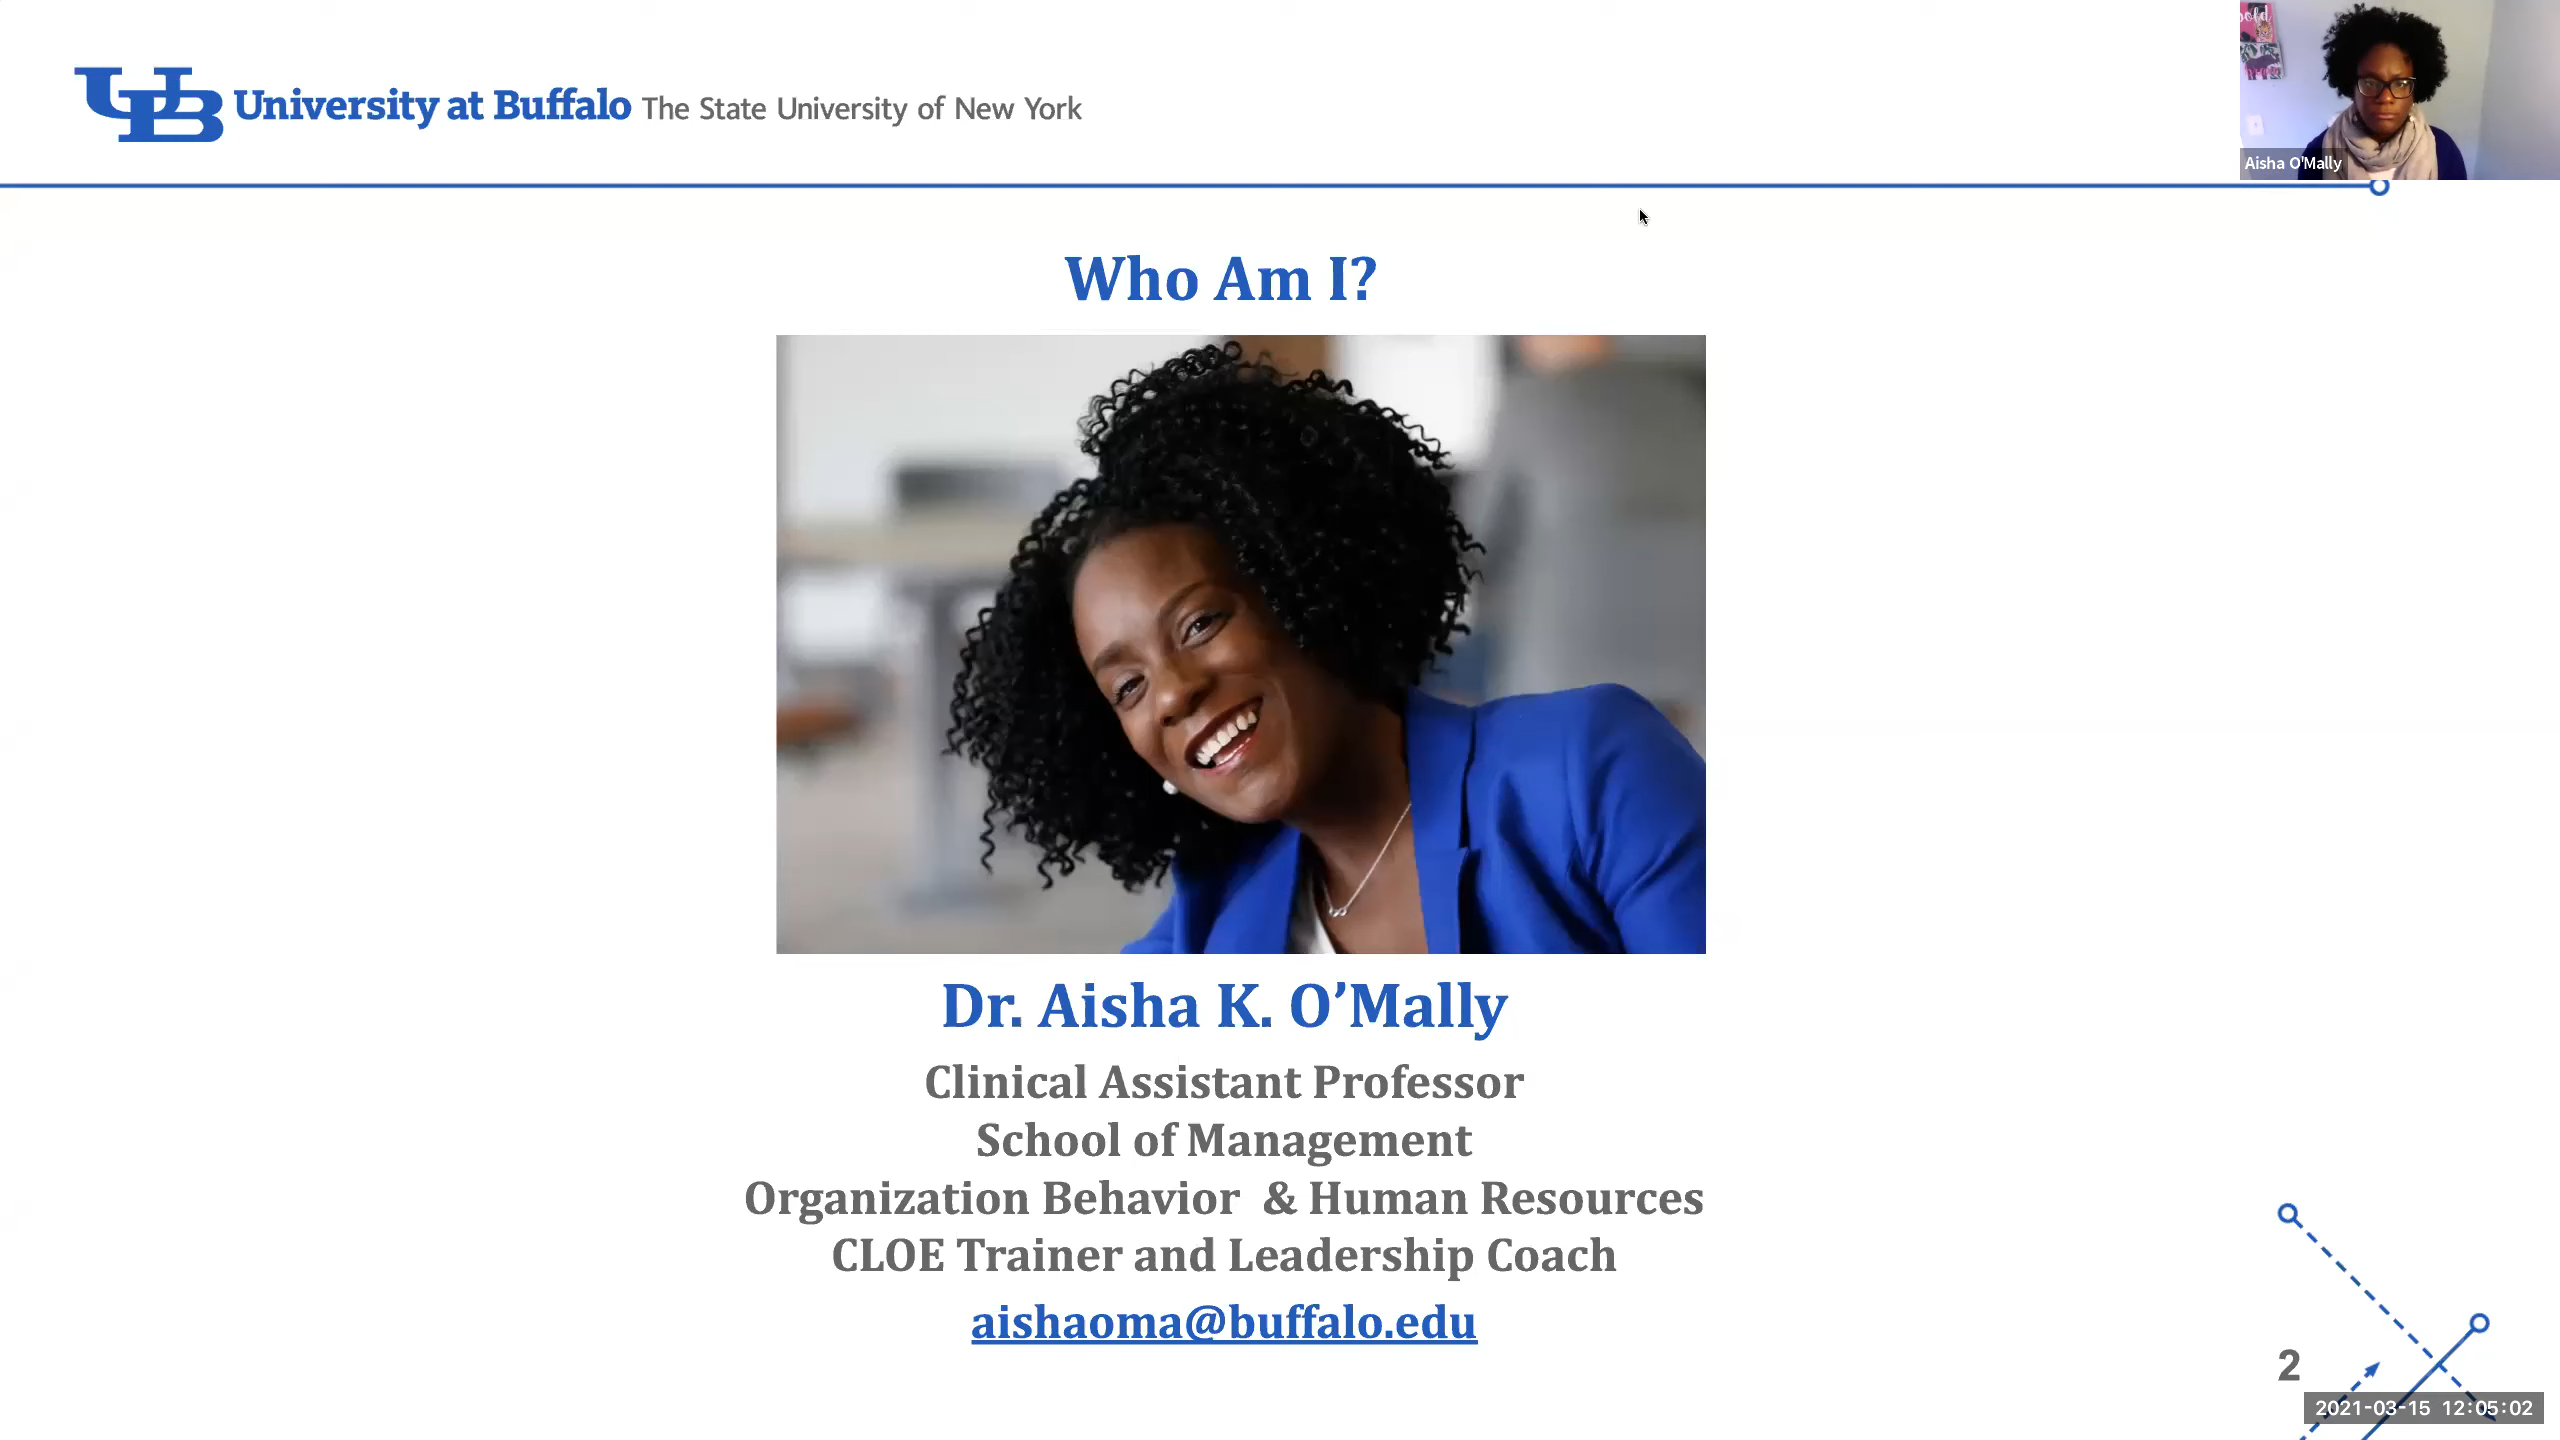 UB University at Buffalo The State University of New York
bold
Aisha O'Mally
Who Am I?
Dr. Aisha K. O’Mally
Clinical Assistant Professor
School of Management
Organization Behavior & Human Resources
CLOE Trainer and Leadership Coach
aishaoma@buffalo.edu
2
2021-03-15 12:05:02